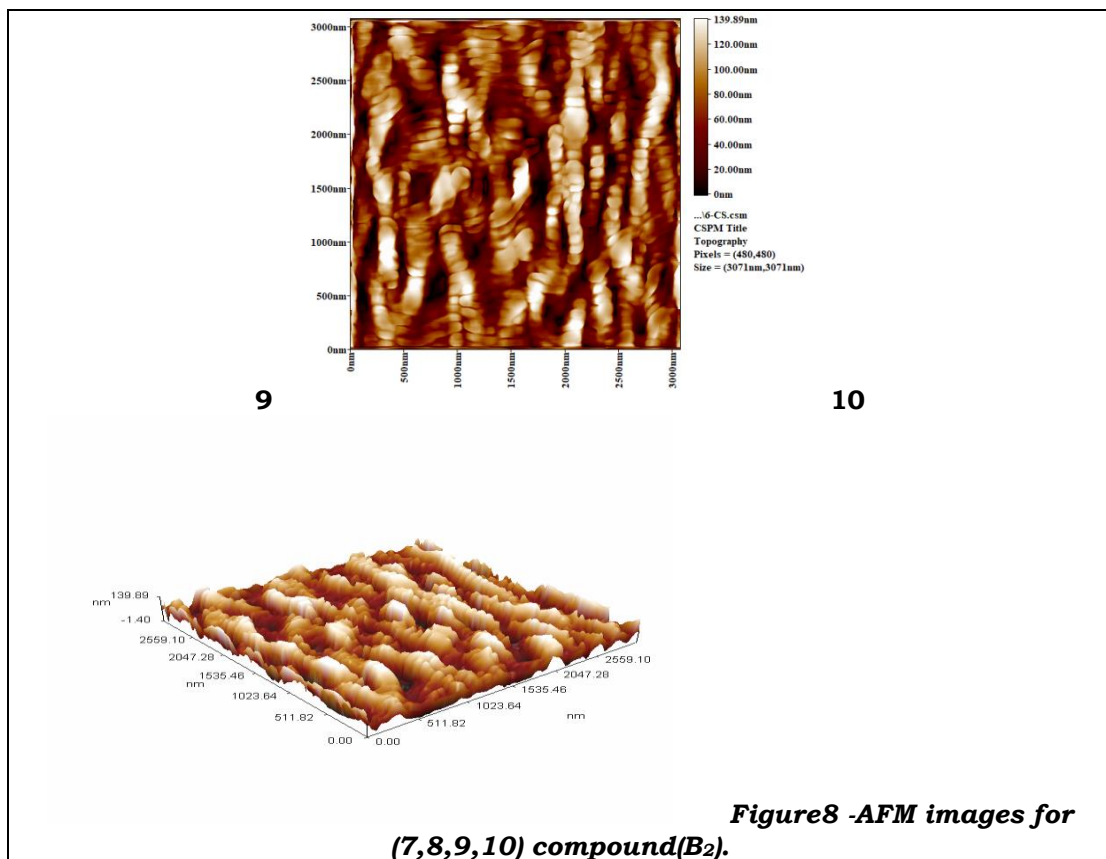 3000nm
2500nm
2000nm
1500nm
1000nm
500nm
0nm
0nm
500nm
1000nm
1500nm
2000nm
2500nm
3000nm
139.89nm
120.00nm
100.00nm
80.00nm
60.00nm
40.00nm
20.00nm
0nm
...\6-CS.csm
CSPM Title
Topography
Pixels = (480,480)
Size = (3071nm,3071nm)
9 10
nm 139.89
-1.40
2559.10
2047.28
nm 1535.46
1023.64
511.82
0.00
0.00
511.82
1023.64
1535.46
2047.28
2559.10
nm
Figure8 -AFM images for
(7,8,9,10) compound(B₂).